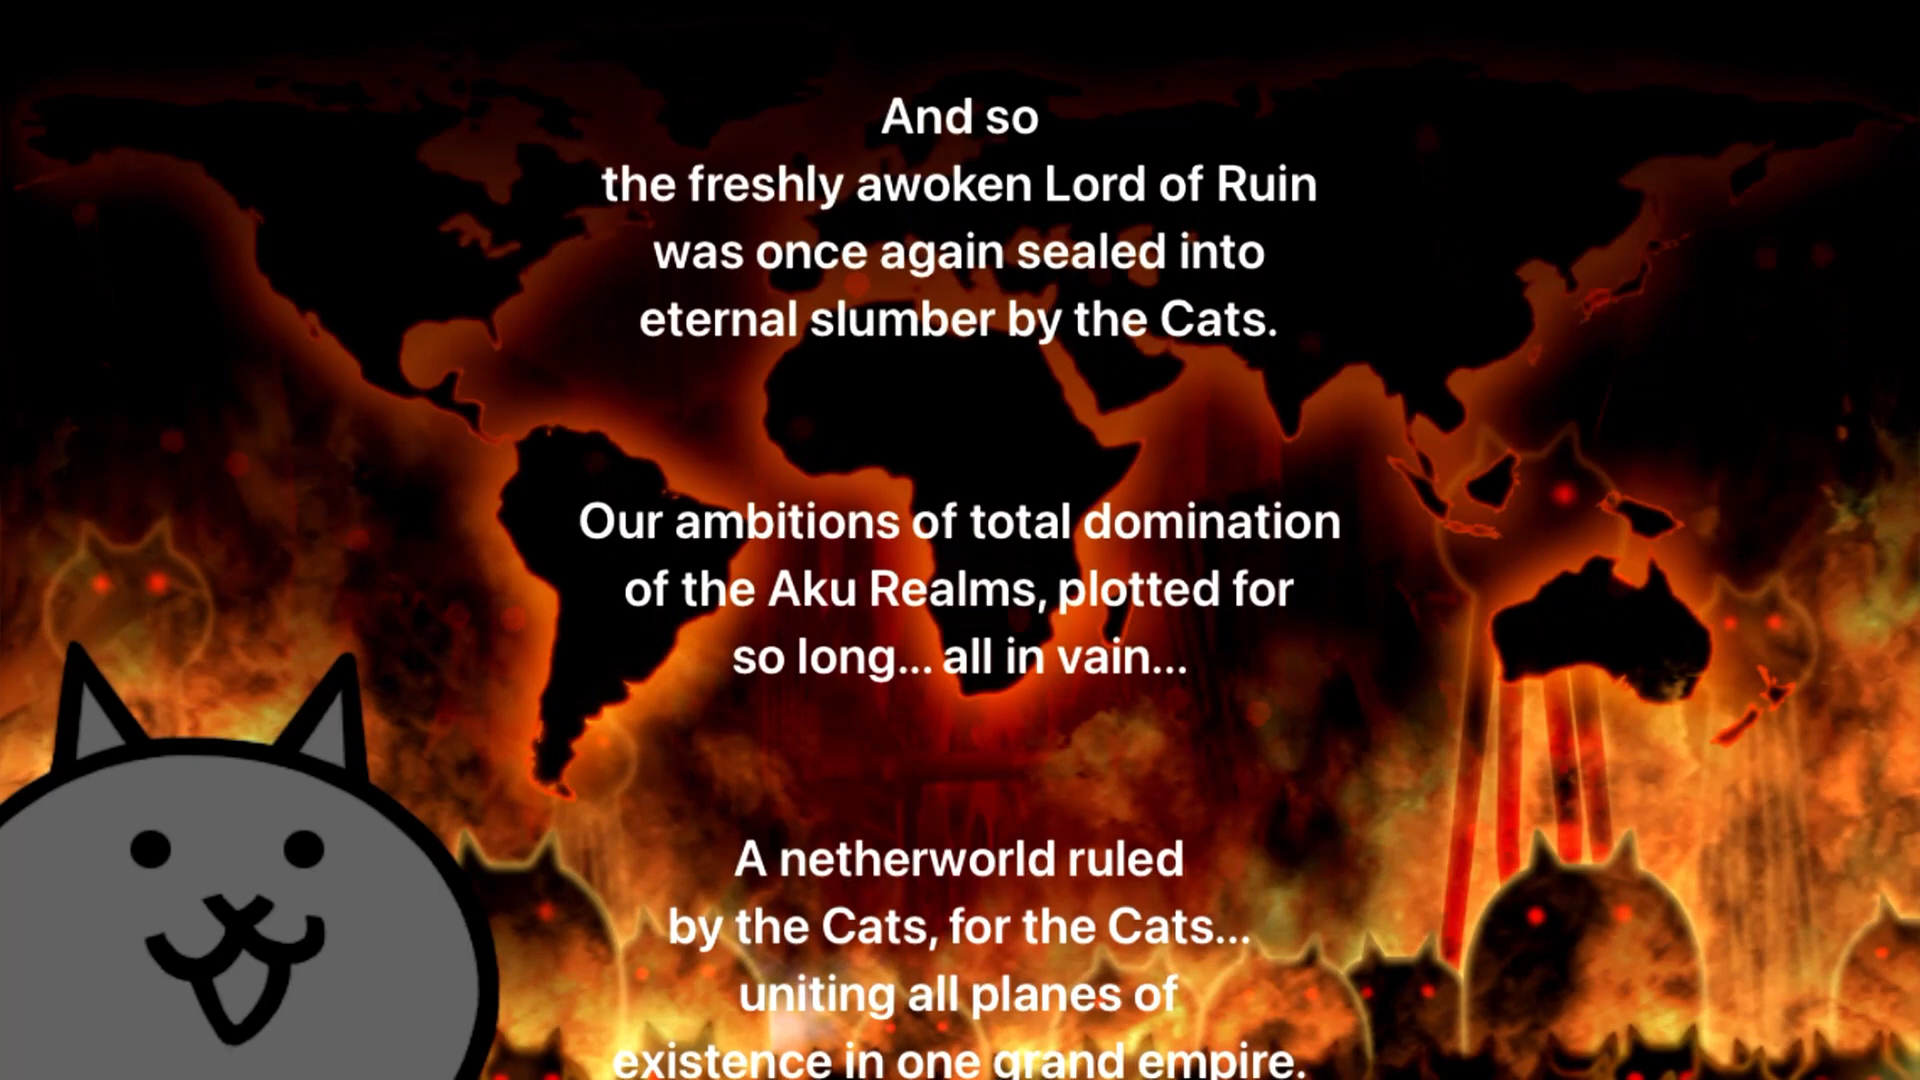 And so
the freshly awoken Lord of Ruin
was once again sealed into
eternal slumber by the Cats.
Our ambitions of total domination
of the Aku Realms, plotted for
so long... all in vain...
A netherworld ruled
by the Cats, for the Cats...
uniting all planes of
existence in one grand empire.